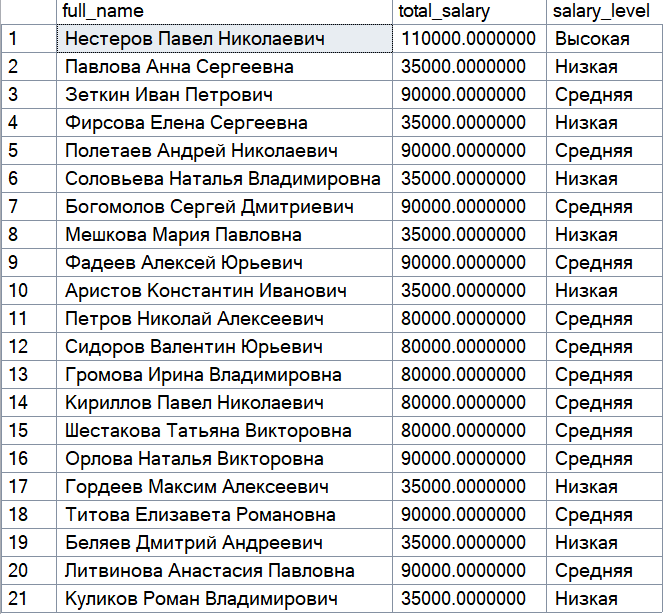 full_name total_salary salary_level
1 Нестеров Павел Николаевич 110000.0000000 Высокая
2 Павлова Анна Сергеевна 35000.0000000 Низкая
3 Зеткин Иван Петрович 90000.0000000 Средняя
4 Фирсова Елена Сергеевна 35000.0000000 Низкая
5 Полетаев Андрей Николаевич 90000.0000000 Средняя
6 Соловьева Наталья Владимировна 35000.0000000 Низкая
7 Богомолов Сергей Дмитриевич 90000.0000000 Средняя
8 Мешкова Мария Павловна 35000.0000000 Низкая
9 Фадеев Алексей Юрьевич 90000.0000000 Средняя
10 Аристов Константин Иванович 35000.0000000 Низкая
11 Петров Николай Алексеевич 80000.0000000 Средняя
12 Сидоров Валентин Юрьевич 80000.0000000 Средняя
13 Громова Ирина Владимировна 80000.0000000 Средняя
14 Кириллов Павел Николаевич 80000.0000000 Средняя
15 Шестакова Татьяна Викторовна 80000.0000000 Средняя
16 Орлова Наталья Викторовна 90000.0000000 Средняя
17 Гордеев Максим Алексеевич 35000.0000000 Низкая
18 Титова Елизавета Романовна 90000.0000000 Средняя
19 Беляев Дмитрий Андреевич 35000.0000000 Низкая
20 Литвинова Анастасия Павловна 90000.0000000 Средняя
21 Куликов Роман Владимирович 35000.0000000 Низкая